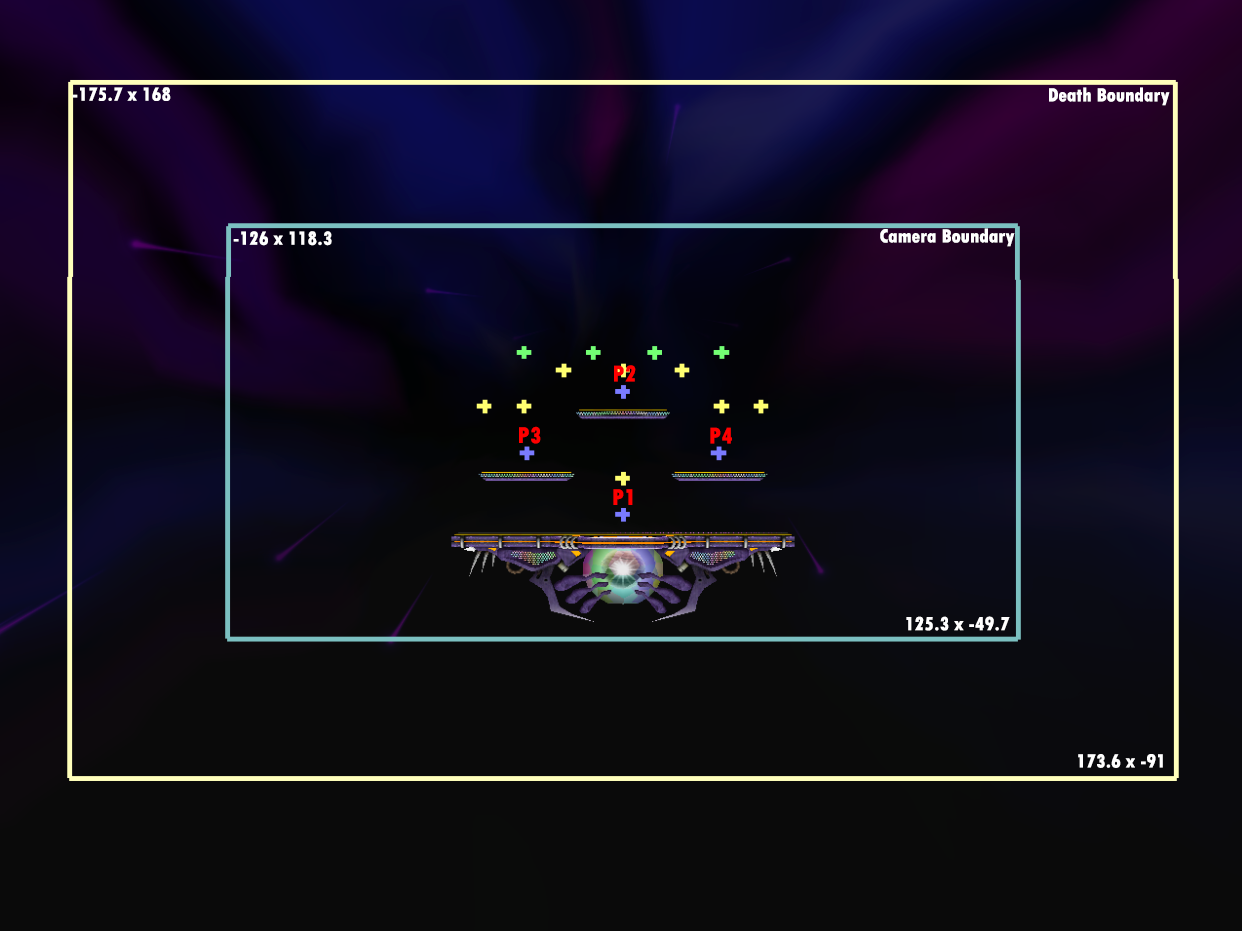 -175.7 x 168
Death Boundary
-126 x 118.3
Camera Boundary
P2
P3
P4
P1
125.3 x -49.7
173.6 x -91